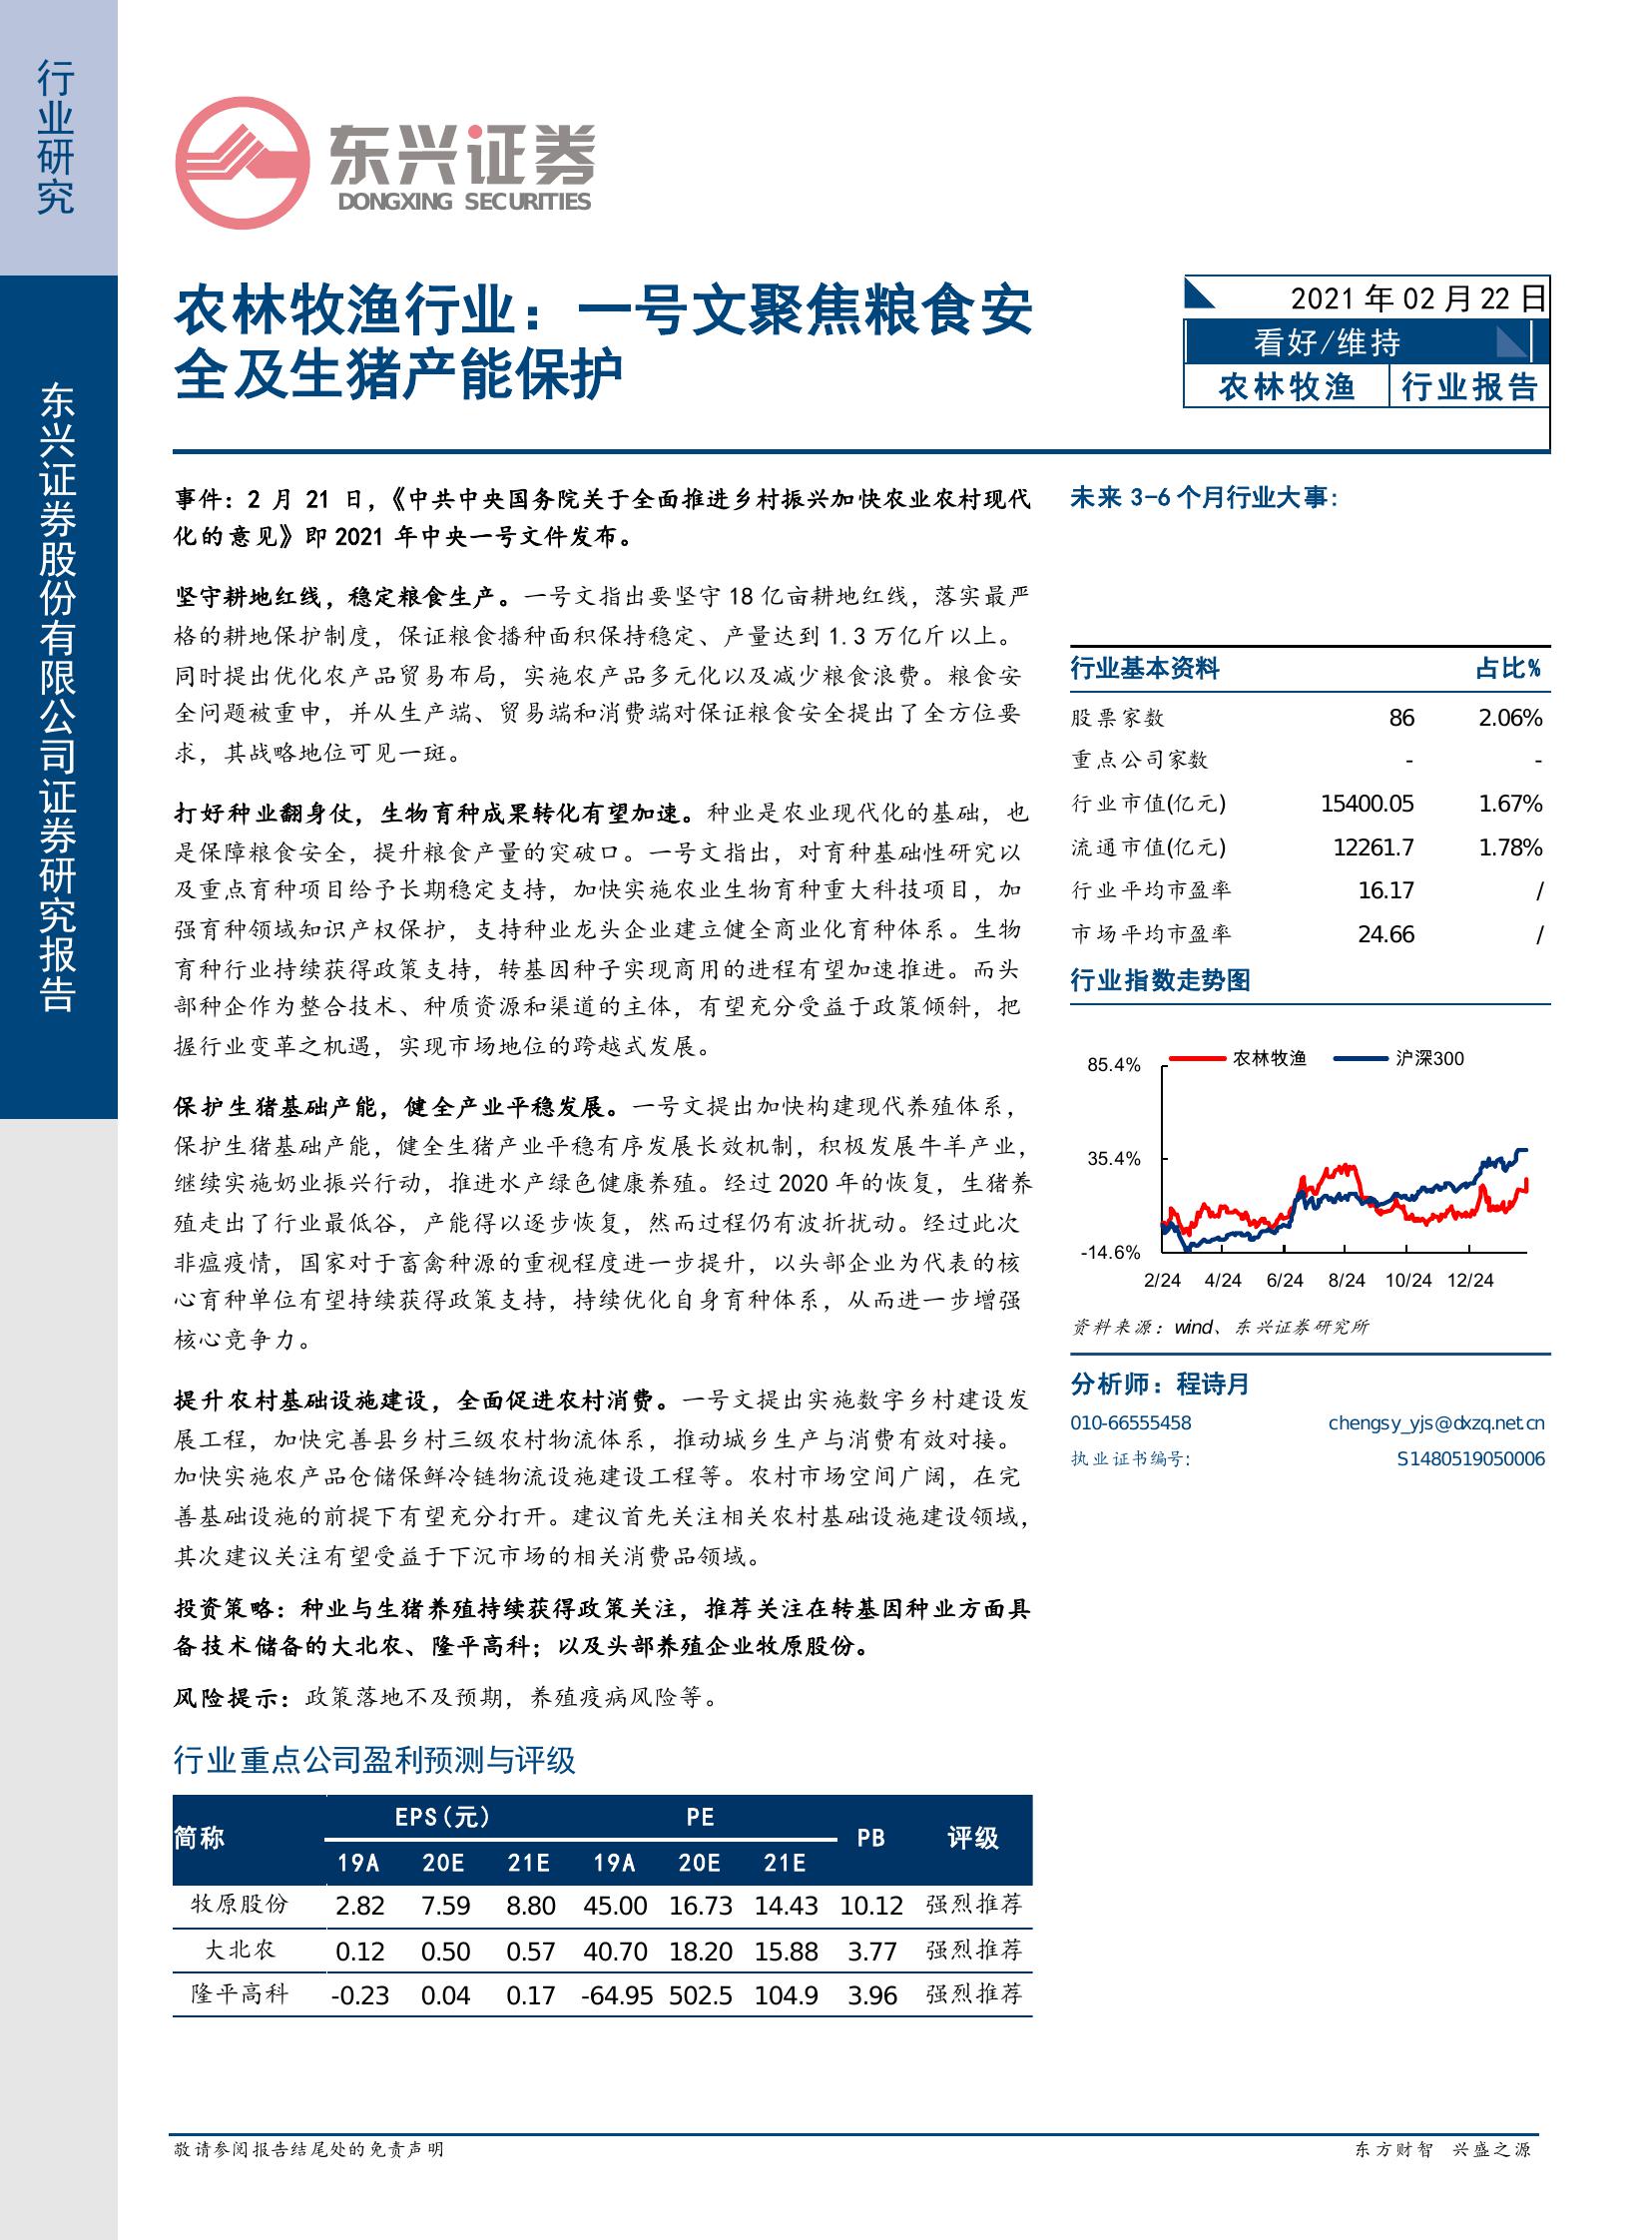 行业研究
东兴证券股份有限公司证券研究报告
东兴证券
DONGXING SECURITIES
农林牧渔行业：一号文聚焦粮食安
全及生猪产能保护
2021 年 02 月 22 日
看好/维持
农林牧渔 行业报告
事件：2 月 21 日，《中共中央国务院关于全面推进乡村振兴加快农业农村现代
化的意见》即 2021 年中央一号文件发布。
坚守耕地红线，稳定粮食生产。一号文指出要坚守 18 亿亩耕地红线，落实最严
格的耕地保护制度，保证粮食播种面积保持稳定、产量达到 1.3 万亿斤以上。
同时提出优化农产品贸易布局，实施农产品多元化以及减少粮食浪费。粮食安
全问题被重申，并从生产端、贸易端和消费端对保证粮食安全提出了全方位要
求，其战略地位可见一斑。
打好种业翻身仗，生物育种成果转化有望加速。种业是农业现代化的基础，也
是保障粮食安全，提升粮食产量的突破口。一号文指出，对育种基础性研究以
及重点育种项目给予长期稳定支持，加快实施农业生物育种重大科技项目，加
强育种领域知识产权保护，支持种业龙头企业建立健全商业化育种体系。生物
育种行业持续获得政策支持，转基因种子实现商用的进程有望加速推进。而头
部种企作为整合技术、种质资源和渠道的主体，有望充分受益于政策倾斜，把
握行业变革之机遇，实现市场地位的跨越式发展。
保护生猪基础产能，健全产业平稳发展。一号文提出加快构建现代养殖体系，
保护生猪基础产能，健全生猪产业平稳有序发展长效机制，积极发展牛羊产业，
继续实施奶业振兴行动，推进水产绿色健康养殖。经过 2020 年的恢复，生猪养
殖走出了行业最低谷，产能得以逐步恢复，然而过程仍有波折扰动。经过此次
非瘟疫情，国家对于畜禽种源的重视程度进一步提升，以头部企业为代表的核
心育种单位有望持续获得政策支持，持续优化自身育种体系，从而进一步增强
核心竞争力。
提升农村基础设施建设，全面促进农村消费。一号文提出实施数字乡村建设发
展工程，加快完善县乡村三级农村物流体系，推动城乡生产与消费有效对接。
加快实施农产品仓储保鲜冷链物流设施建设工程等。农村市场空间广阔，在完
善基础设施的前提下有望充分打开。建议首先关注相关农村基础设施建设领域，
其次建议关注有望受益于下沉市场的相关消费品领域。
投资策略：种业与生猪养殖持续获得政策关注，推荐关注在转基因种业方面具
备技术储备的大北农、隆平高科；以及头部养殖企业牧原股份。
风险提示：政策落地不及预期，养殖疫病风险等。
行业重点公司盈利预测与评级
简称 EPS(元) PE PB 评级
19A 20E 21E 19A 20E 21E
牧原股份 2.82 7.59 8.80 45.00 16.73 14.43 10.12 强烈推荐
大北农 0.12 0.50 0.57 40.70 18.20 15.88 3.77 强烈推荐
隆平高科 -0.23 0.04 0.17 -64.95 502.5 104.9 3.96 强烈推荐
未来 3-6 个月行业大事:
行业基本资料 占比%
股票家数 86 2.06%
重点公司家数 - -
行业市值(亿元) 15400.05 1.67%
流通市值(亿元) 12261.7 1.78%
行业平均市盈率 16.17 /
市场平均市盈率 24.66 /
行业指数走势图
农林牧渔 沪深300
85.4%
35.4%
-14.6%
2/24 4/24 6/24 8/24 10/24 12/24
资料来源：wind、东兴证券研究所
分析师：程诗月
010-66555458 chengsy_yjs@dxzq.net.cn
执业证书编号: S1480519050006
敬请参阅报告结尾处的免责声明
东方财智 兴盛之源